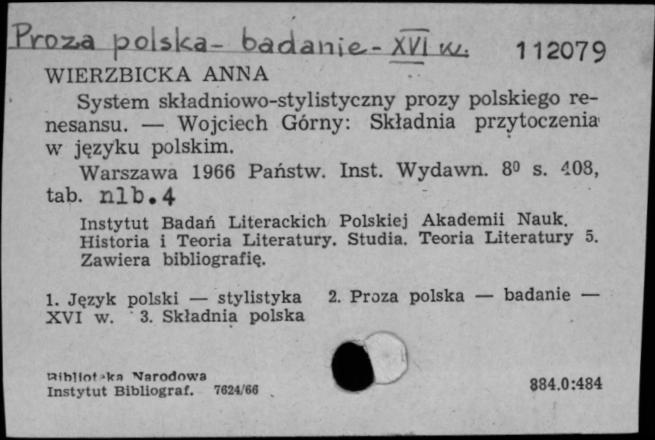 Proza polska - badanie - XVI w. 112079
WIERZBICKA ANNA
System składniowo-stylistyczny prozy polskiego re-
nesansu. — Wojciech Górny: Składnia przytoczenia
w języku polskim.
Warszawa 1966 Państw. Inst. Wydawn. 8⁰ s. 408,
tab. nlb. 4
Instytut Badań Literackich Polskiej Akademii Nauk.
Historia i Teoria Literatury. Studia. Teoria Literatury 5.
Zawiera bibliografię.
1. Język polski — stylistyka 2. Proza polska — badanie —
XVI w. 3. Składnia polska
Biblioteka Narodowa
Instytut Bibliograf. 7624/66
884.0:484